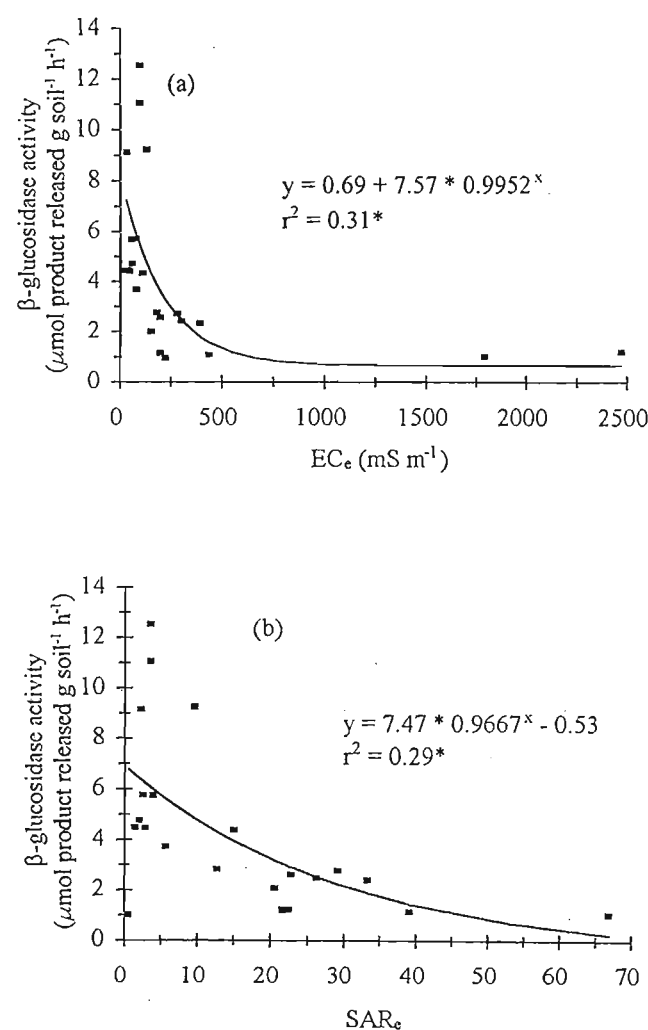 14
12
10
8
6
4
2
0
β-glucosidase activity
(μmol product released g soil⁻¹ h⁻¹)
(a)
y = 0.69 + 7.57 * 0.9952ˣ
r² = 0.31*
0 500 1000 1500 2000 2500
ECₑ (mS m⁻¹)
14
12
10
8
6
4
2
0
β-glucosidase activity
(μmol product released g soil⁻¹ h⁻¹)
(b)
y = 7.47 * 0.9667ˣ - 0.53
r² = 0.29*
0 10 20 30 40 50 60 70
SARₑ